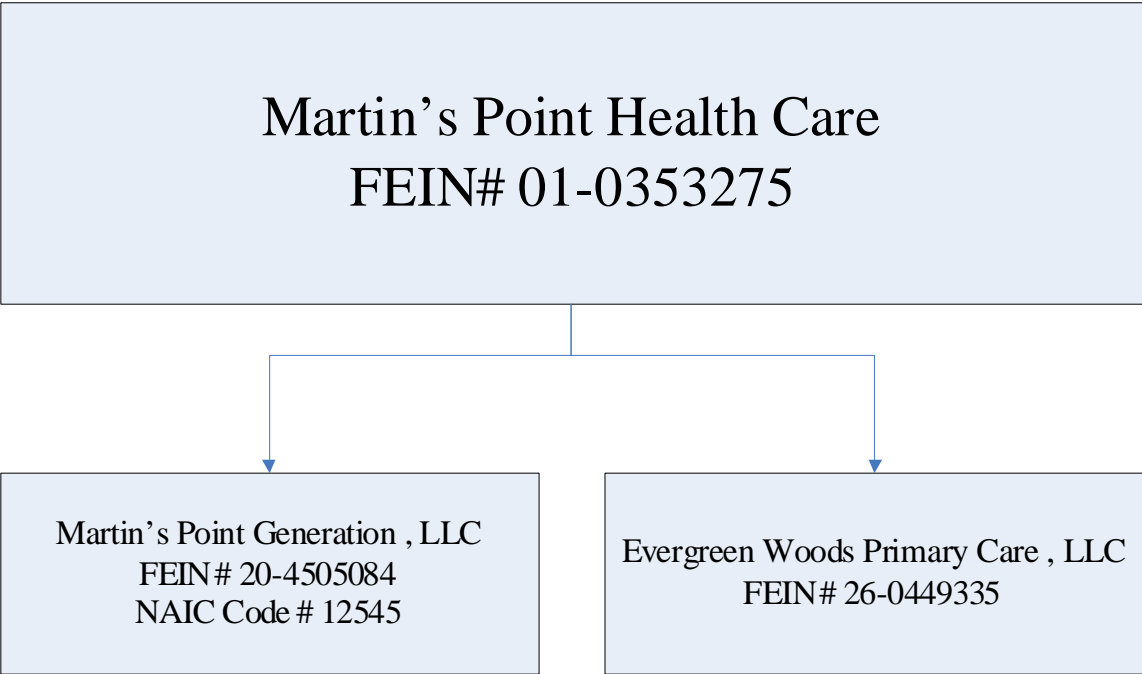 Martin’s Point Health Care
FEIN# 01-0353275
Martin’s Point Generation , LLC
FEIN# 20-4505084
NAIC Code # 12545
Evergreen Woods Primary Care , LLC
FEIN# 26-0449335